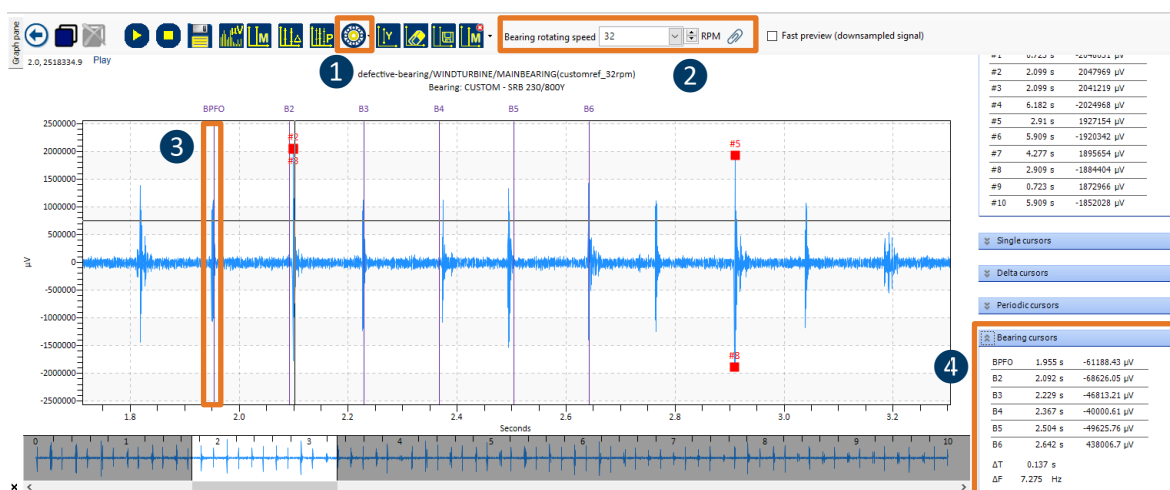 Graph pane
Bearing rotating speed 32 RPM
Fast preview (downsampled signal)
2.0, 2518334.9 Play
1
2
defective-bearing/WINDTURBINE/MAINBEARING(customref_32rpm)
Bearing: CUSTOM - SRB 230/800Y
3
BPFO B2 B3 B4 B5 B6
#2
#3
#5
#8
2500000
2000000
1500000
1000000
500000
0
-500000
-1000000
-1500000
-2000000
-2500000
µV
1.8 2.0 2.2 2.4 2.6 2.8 3.0 3.2
Seconds
0 1 2 3 4 5 6 7 8 9 10
#2 2.099 s 2047969 µV
#3 2.099 s 2041219 µV
#4 6.182 s -2024968 µV
#5 2.91 s 1927154 µV
#6 5.909 s -1920342 µV
#7 4.277 s 1895654 µV
#8 2.909 s -1884404 µV
#9 0.723 s 1872966 µV
#10 5.909 s -1852028 µV
Single cursors
Delta cursors
Periodic cursors
4
Bearing cursors
BPFO 1.955 s -61188.43 µV
B2 2.092 s -68626.05 µV
B3 2.229 s -46813.21 µV
B4 2.367 s -40000.61 µV
B5 2.504 s -49625.76 µV
B6 2.642 s 438006.7 µV
ΔT 0.137 s
ΔF 7.275 Hz